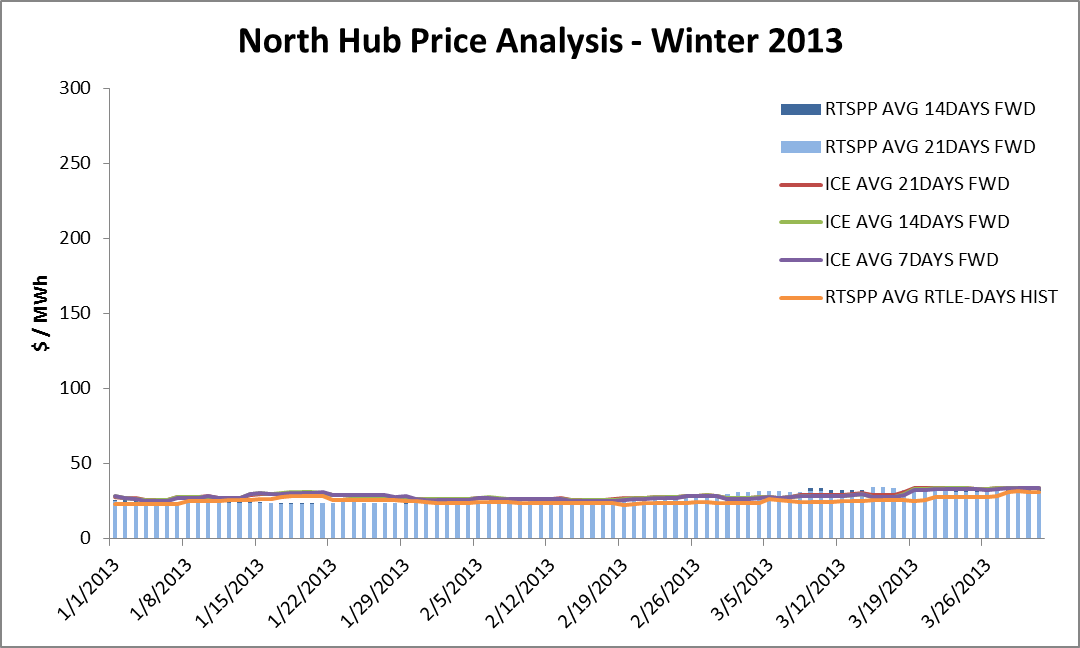 North Hub Price Analysis - Winter 2013
300
250
200
150
100
50
0
$ / MWh
RTSPP AVG 14DAYS FWD
RTSPP AVG 21DAYS FWD
ICE AVG 21DAYS FWD
ICE AVG 14DAYS FWD
ICE AVG 7DAYS FWD
RTSPP AVG RTLE-DAYS HIST
1/1/2013
1/8/2013
1/15/2013
1/22/2013
1/29/2013
2/5/2013
2/12/2013
2/19/2013
2/26/2013
3/5/2013
3/12/2013
3/19/2013
3/26/2013